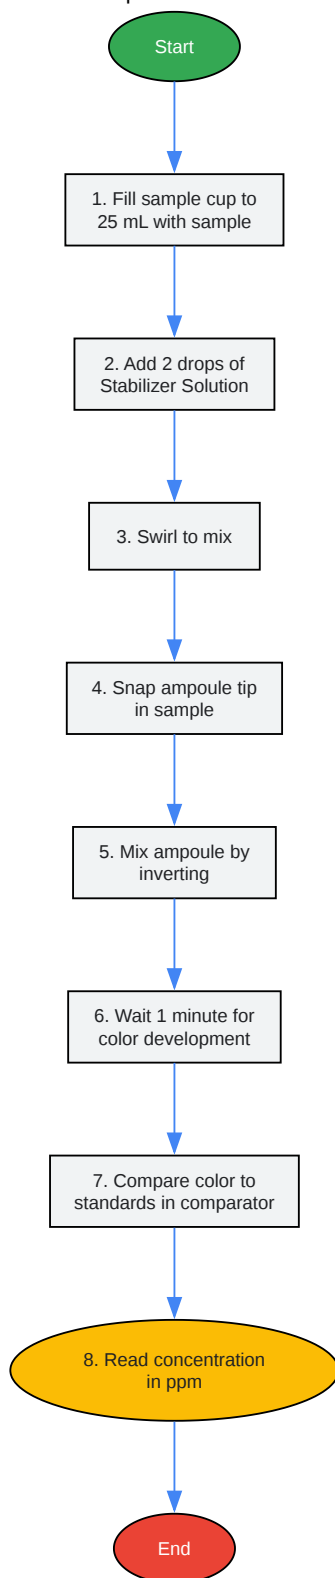 Start
1. Fill sample cup to
25 mL with sample
2. Add 2 drops of
Stabilizer Solution
3. Swirl to mix
4. Snap ampoule tip
in sample
5. Mix ampoule by
inverting
6. Wait 1 minute for
color development
7. Compare color to
standards in comparator
8. Read concentration
in ppm
End